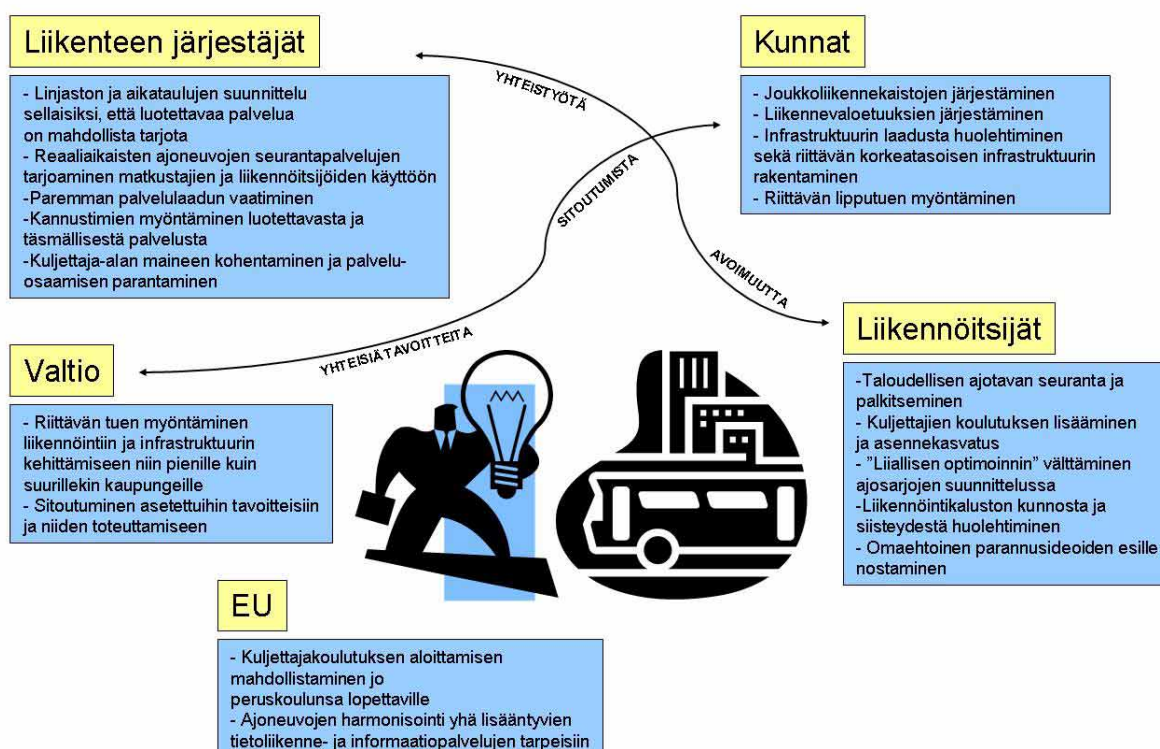 Liikenteen järjestäjät
- Linjaston ja aikataulujen suunnittelu
sellaisiksi, että luotettavaa palvelua
on mahdollista tarjota
- Reaaliaikaisten ajoneuvojen seurantapalvelujen
tarjoaminen matkustajien ja liikennöitsijöiden käyttöön
-Paremman palvelulaadun vaatiminen
-Kannustimien myöntäminen luotettavasta ja
täsmällisestä palvelusta
-Kuljettaja-alan maineen kohentaminen ja palvelu-
osaamisen parantaminen
Kunnat
- Joukkoliikennekaistojen järjestäminen
- Liikennevaloetuuksien järjestäminen
- Infrastruktuurin laadusta huolehtiminen
sekä riittävän korkeatasoisen infrastruktuurin
rakentaminen
- Riittävän lipputuen myöntäminen
YHTEISTYÖTÄ
SITOUTUMISTA
AVOIMUUTTA
YHTEISIÄ TAVOITTEITA
Valtio
- Riittävän tuen myöntäminen
liikennöintiin ja infrastruktuurin
kehittämiseen niin pienille kuin
suurillekin kaupungeille
- Sitoutuminen asetettuihin tavoitteisiin
ja niiden toteuttamiseen
Liikennöitsijät
-Taloudellisen ajotavan seuranta ja
palkitseminen
- Kuljettajien koulutuksen lisääminen
ja asennekasvatus
- ”Liiallisen optimoinnin” välttäminen
ajosarjojen suunnittelussa
-Liikennöintikaluston kunnosta ja
siisteydestä huolehtiminen
- Omaehtoinen parannusideoiden esille
nostaminen
EU
- Kuljettajakoulutuksen aloittamisen
mahdollistaminen jo
peruskoulunsa lopettaville
- Ajoneuvojen harmonisointi yhä lisääntyvien
tietoliikenne- ja informaatiopalvelujen tarpeisiin